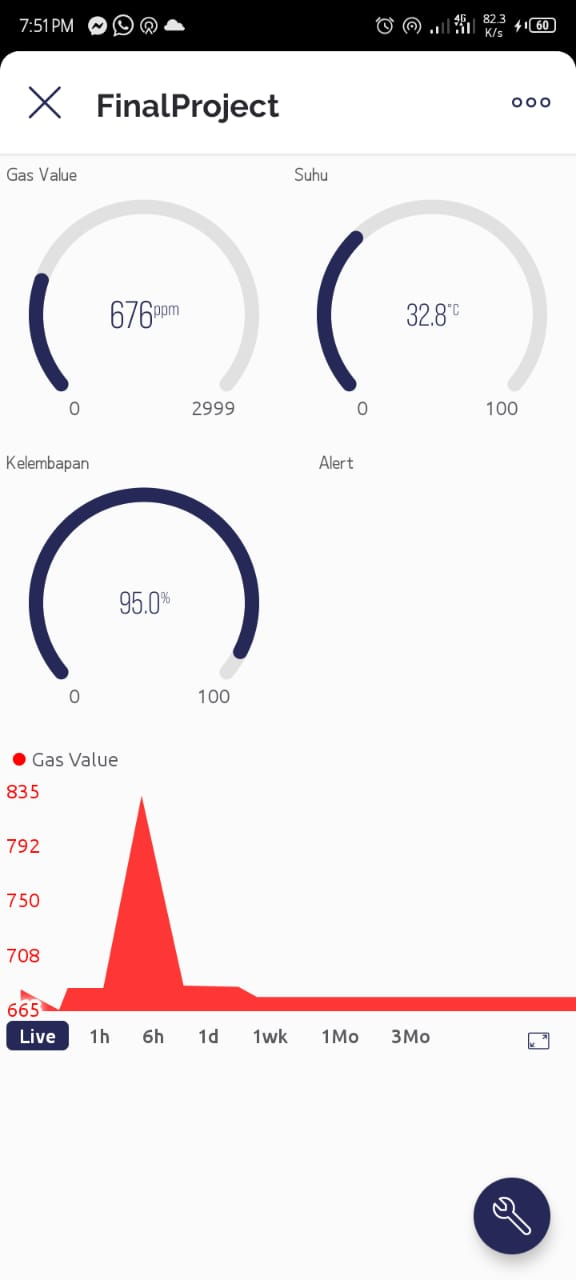 7:51 PM 4G 82.3 K/s 60
FinalProject
Gas Value
Suhu
676ppm
32.8°C
0
2999
0
100
Kelembapan
Alert
95.0%
0
100
Gas Value
835
792
750
708
665
Live 1h 6h 1d 1wk 1Mo 3Mo